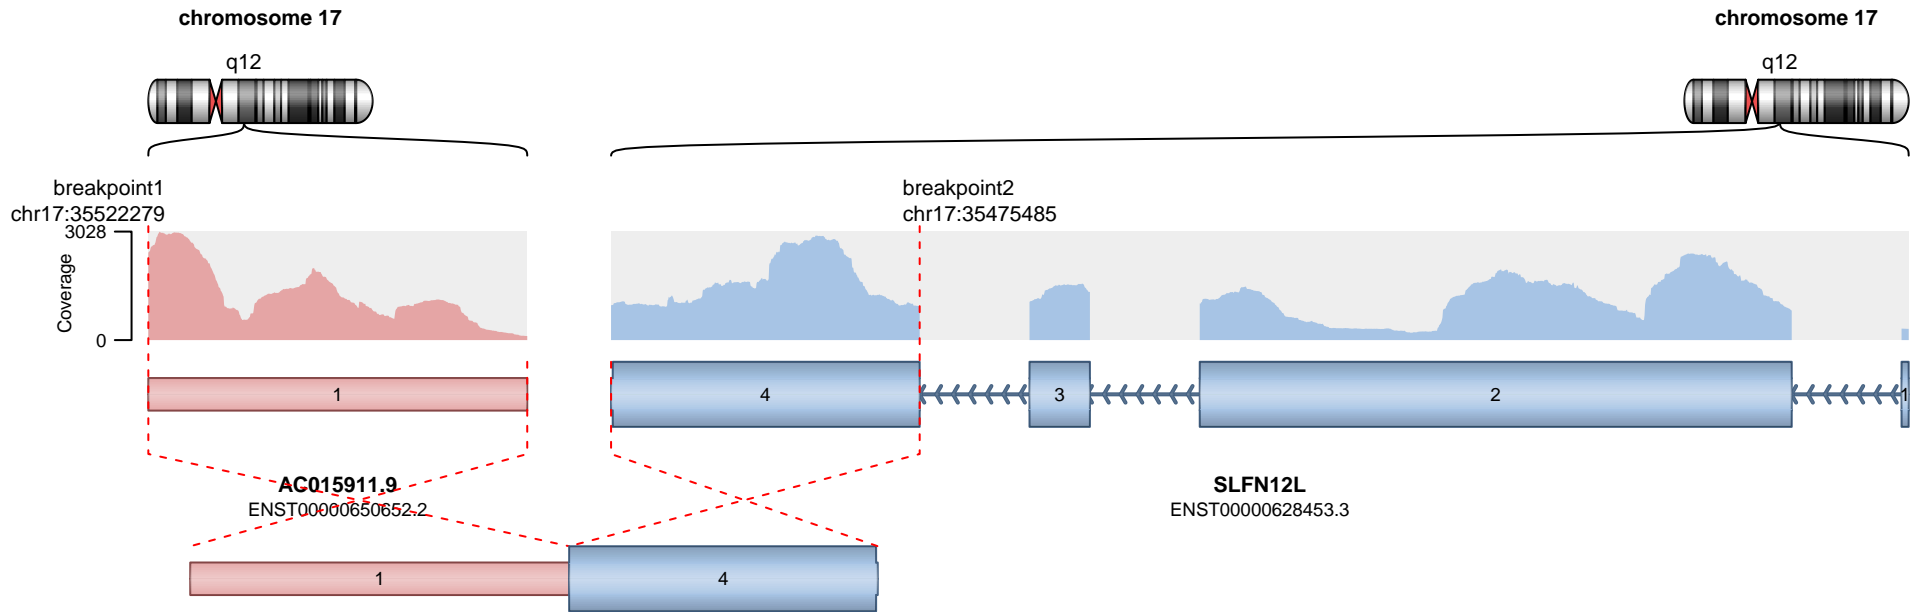 chromosome 17
chromosome 17
q12
q12
breakpoint1
chr17:35522279
breakpoint2
chr17:35475485
3028
Coverage
0
1
4
3
2
1
AC015911.9
ENST00000650652.2
SLFN12L
ENST00000628453.3
1
4